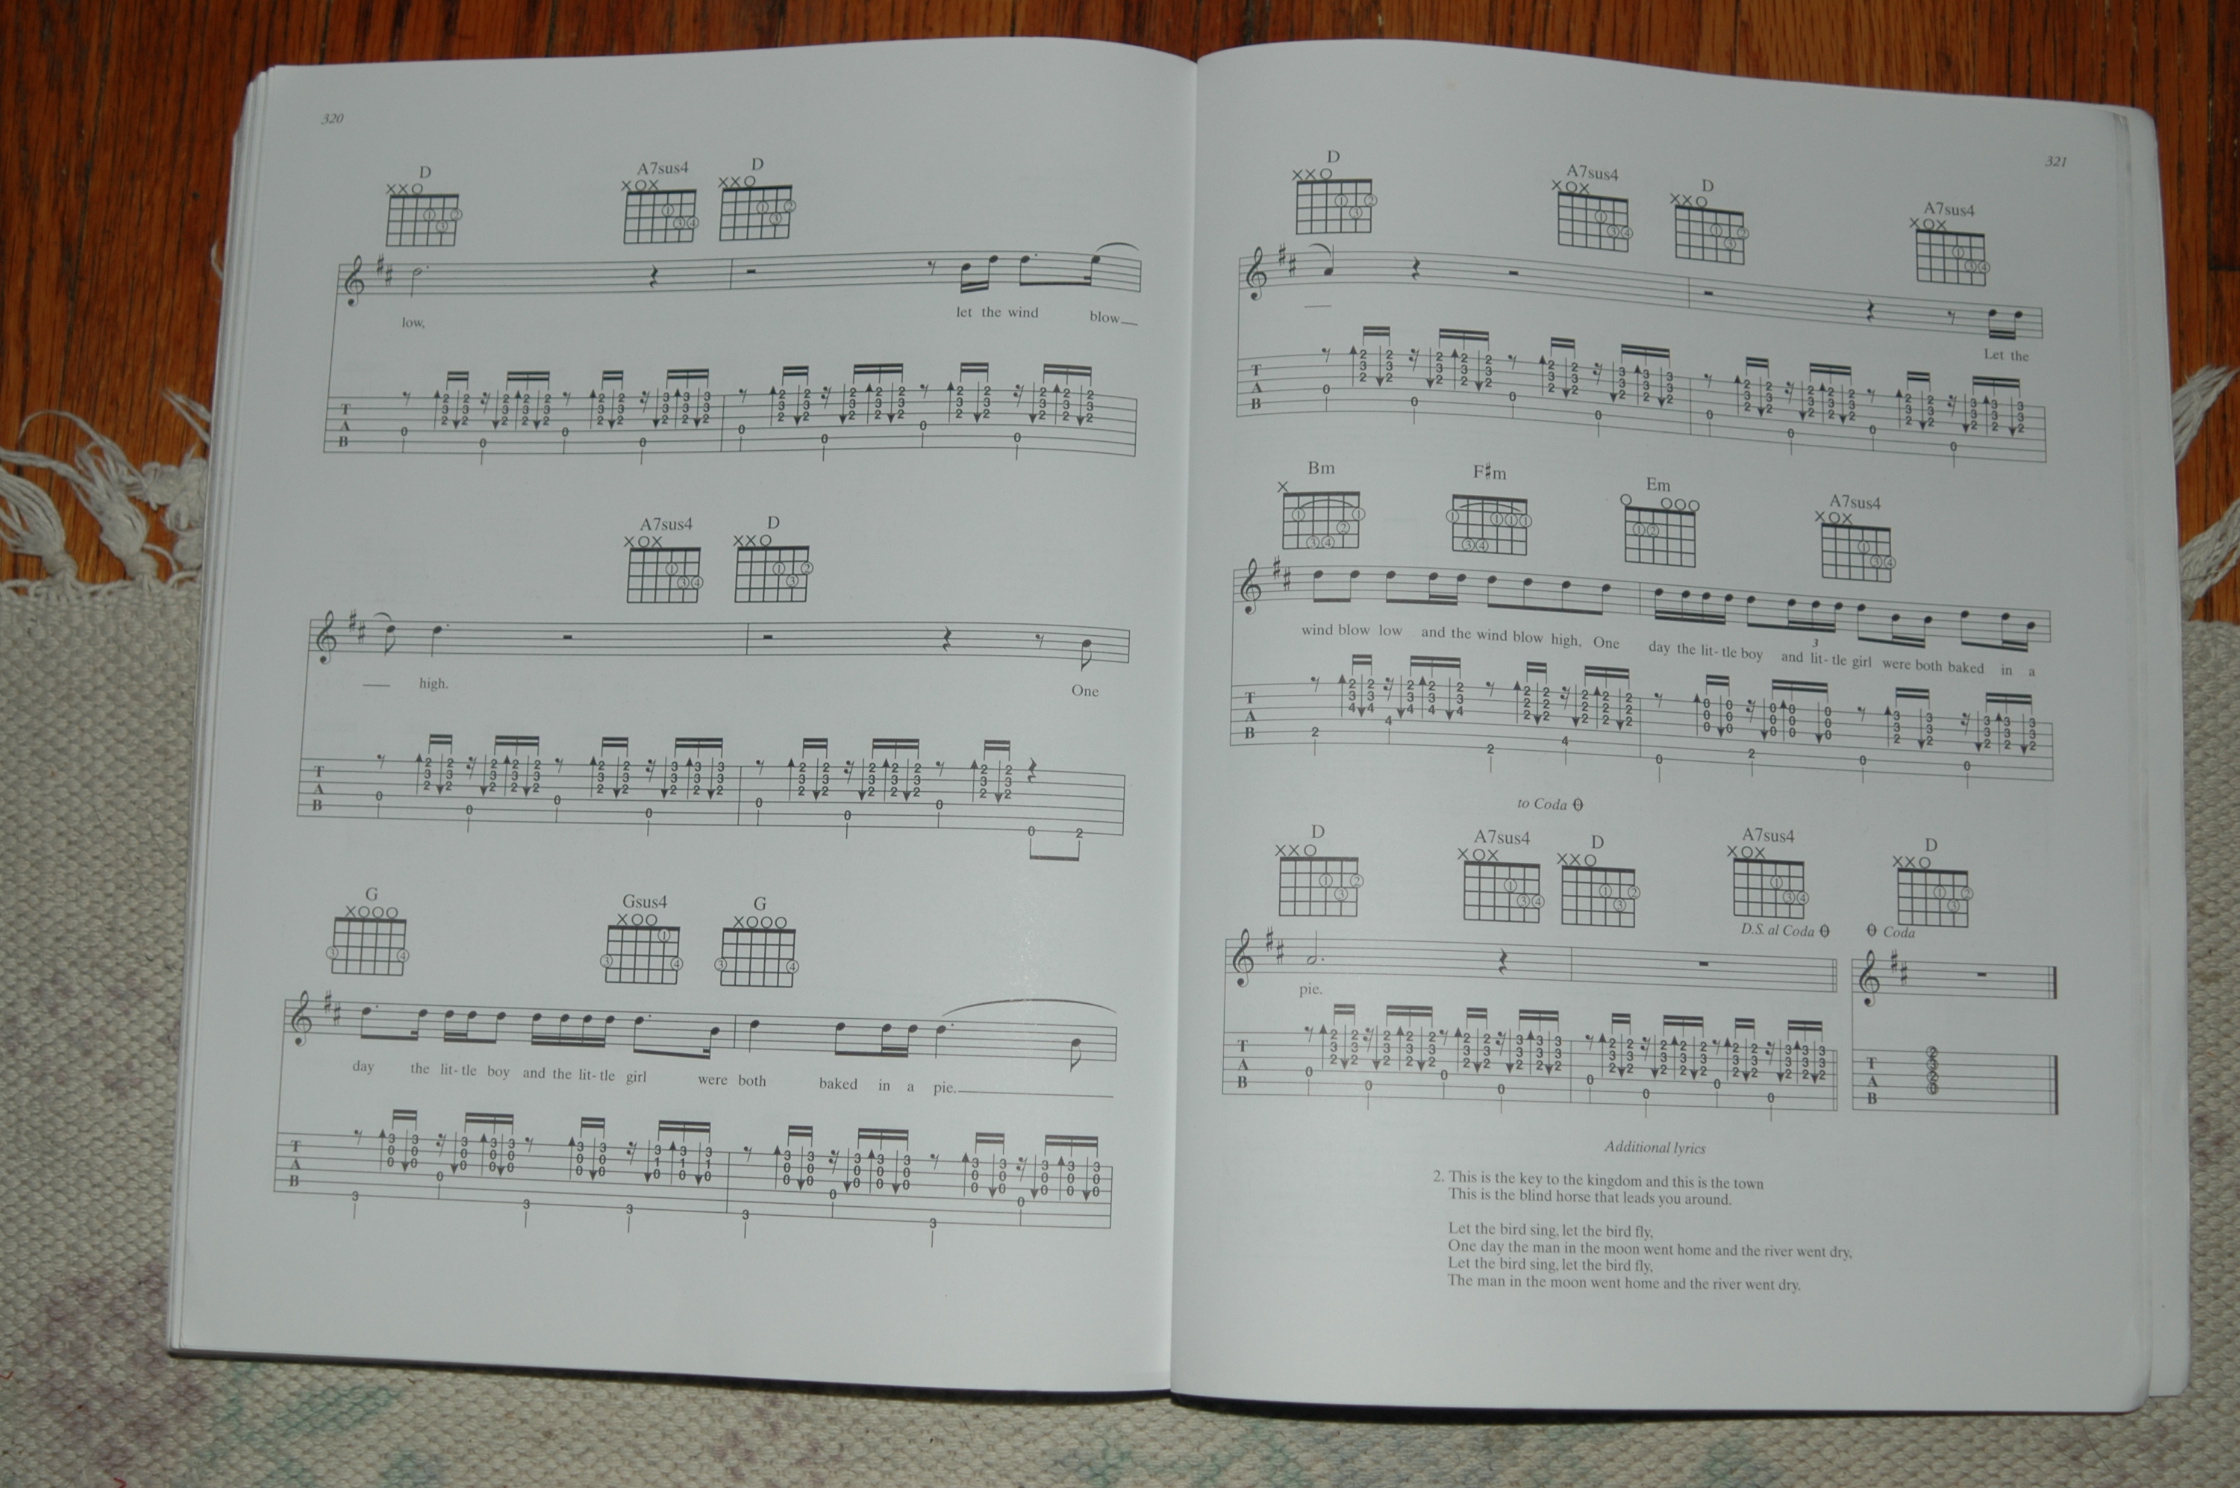 320
D A7sus4 D
low, let the wind blow
T
A
B
A7sus4 D
high. One
T
A
B
G Gsus4 G
day the lit-tle boy and the lit-tle girl were both baked in a pie.
T
A
B
321
D A7sus4 D A7sus4
Let the
T
A
B
Bm F♯m Em A7sus4
wind blow low and the wind blow high, One day the lit-tle boy and lit-tle girl were both baked in a
3
T
A
B
to Coda
D A7sus4 D A7sus4 D
D.S. al Coda Coda
pie.
T
A
B
T
A
B
Additional lyrics
2. This is the key to the kingdom and this is the town
This is the blind horse that leads you around.
Let the bird sing, let the bird fly,
One day the man in the moon went home and the river went dry,
Let the bird sing, let the bird fly,
The man in the moon went home and the river went dry.